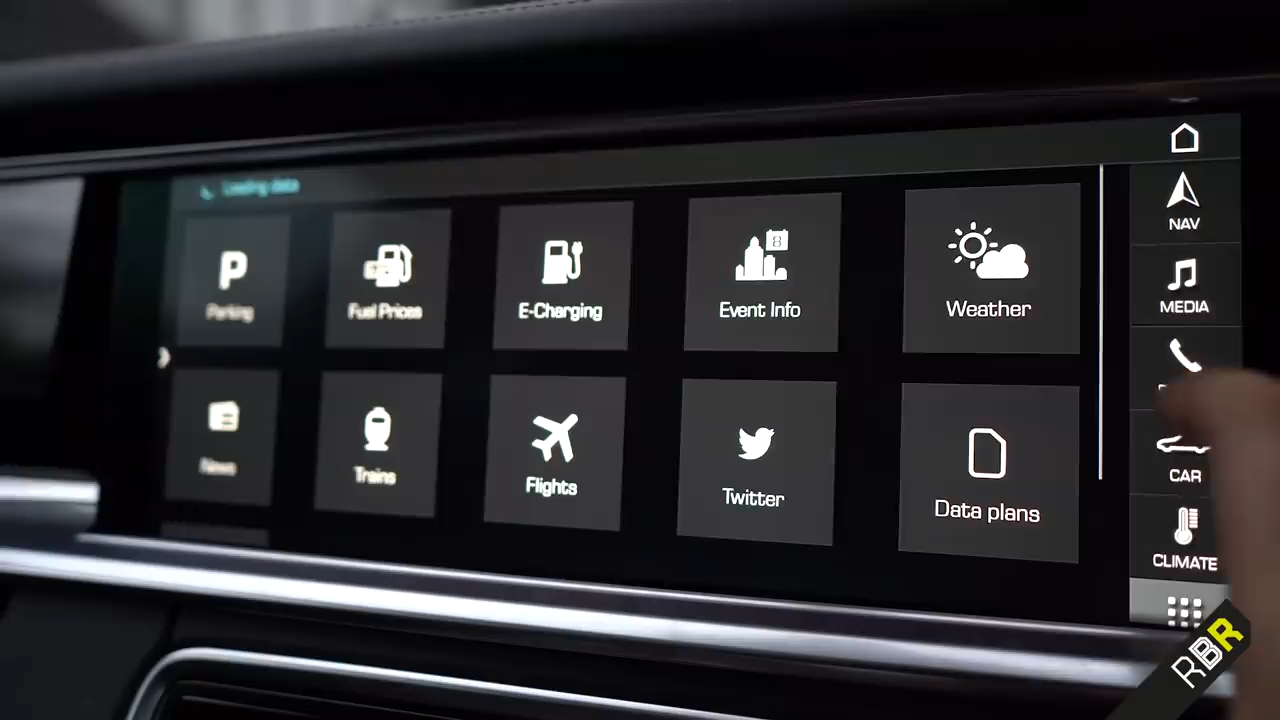 Loading data
Parking
Fuel Prices
E-Charging
Event Info
8
Weather
News
Trains
Flights
Twitter
Data plans
NAV
MEDIA
CAR
CLIMATE
RBR